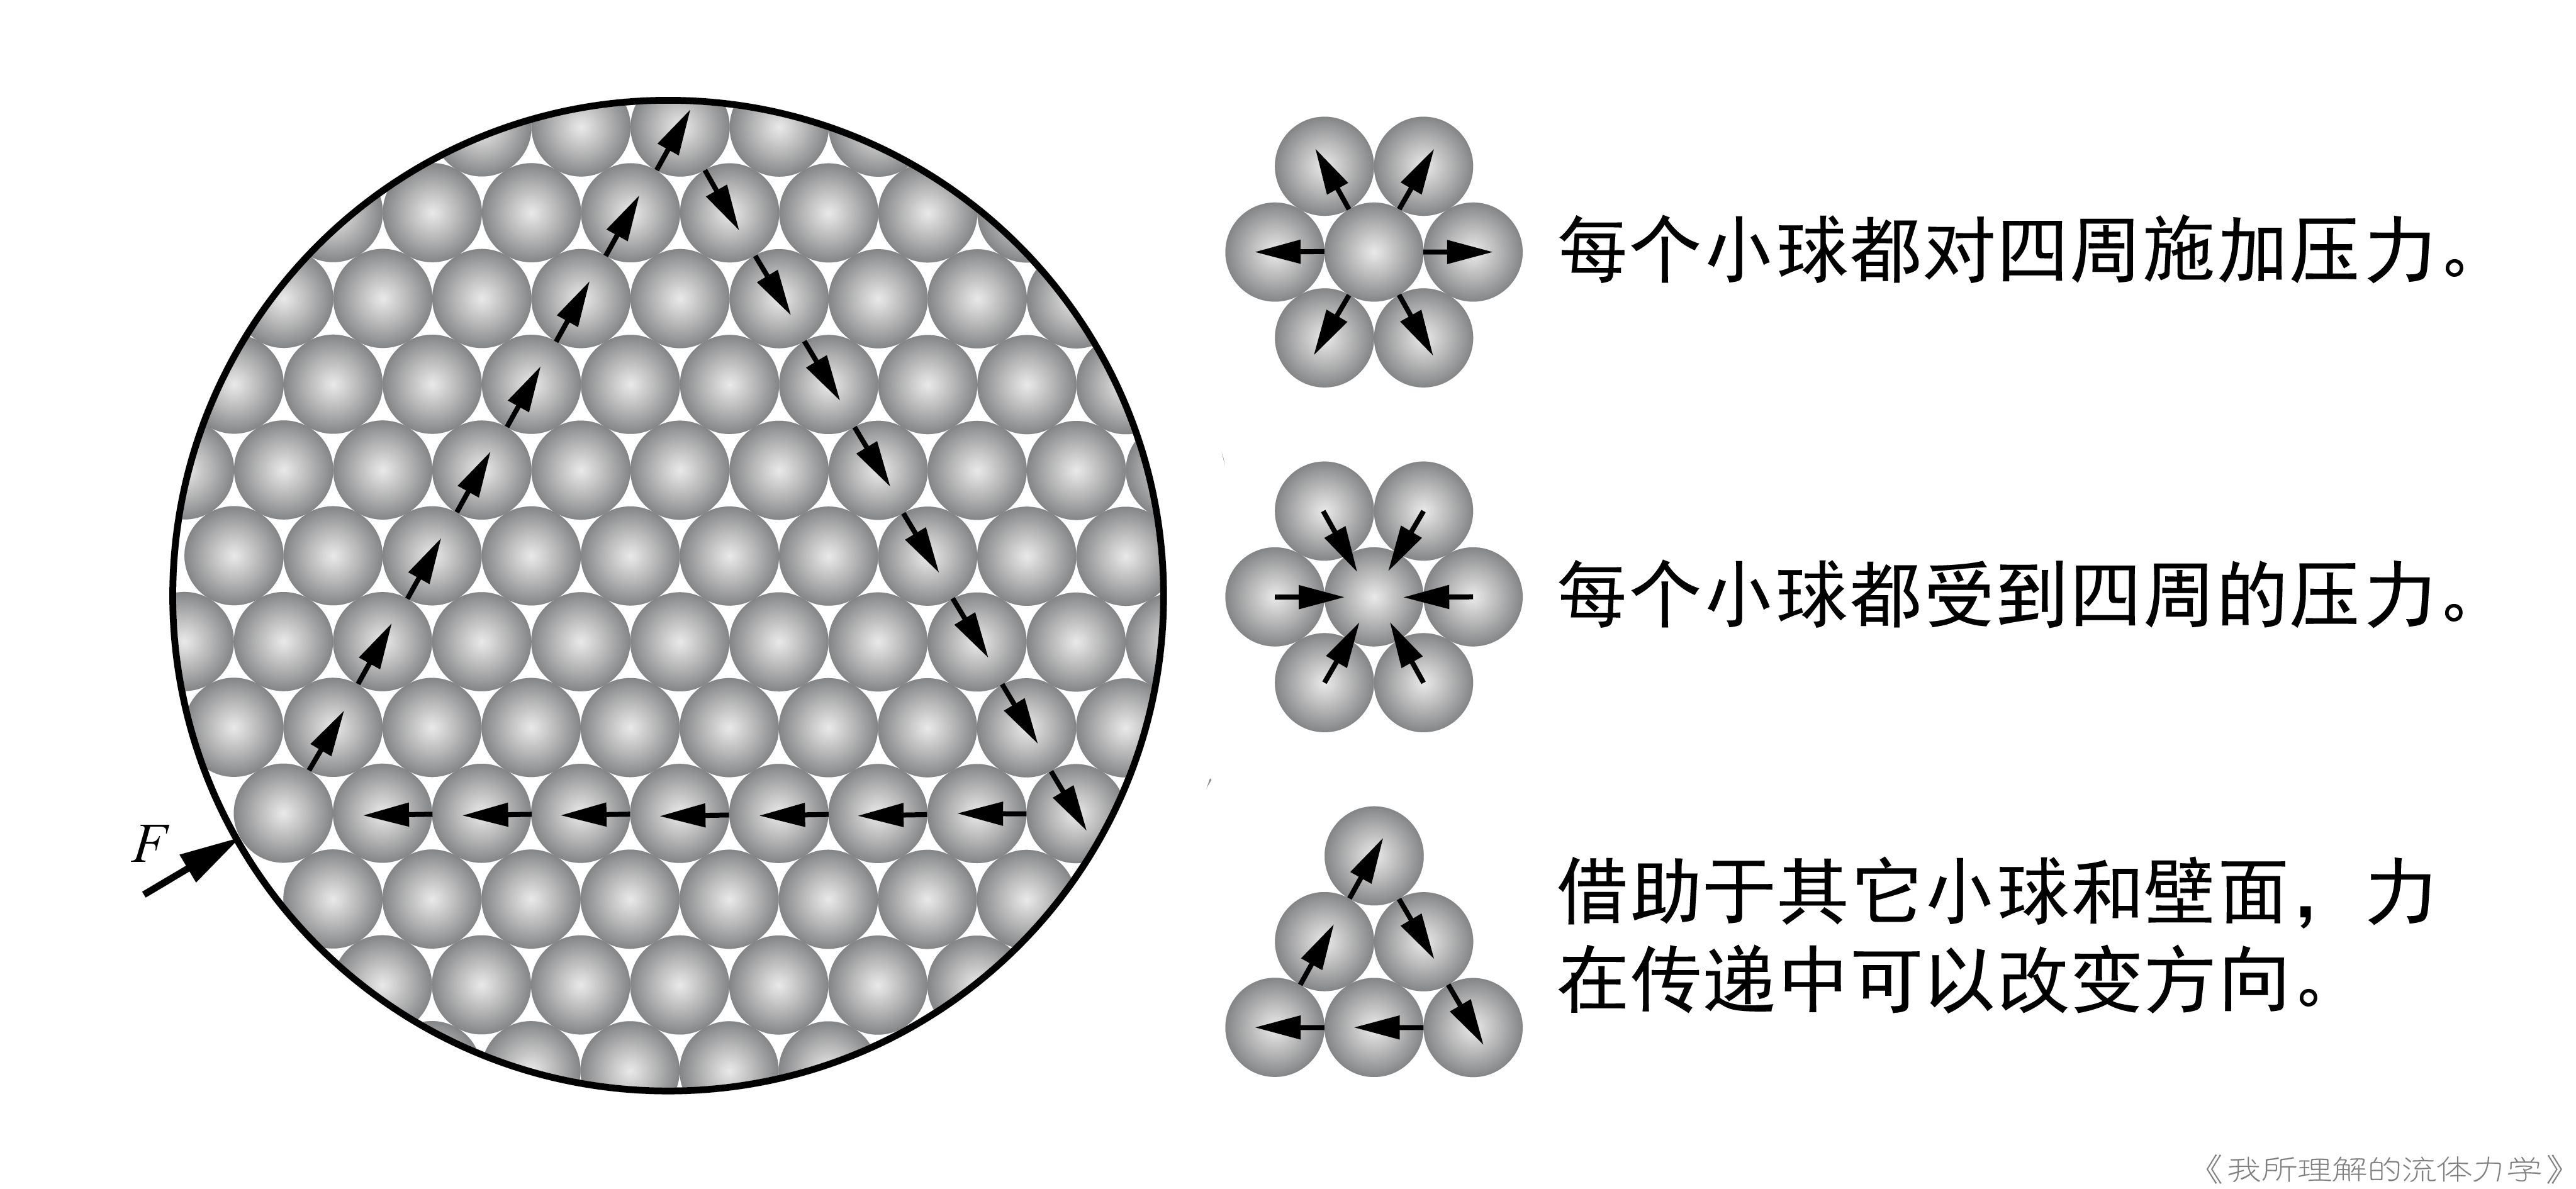 每个小球都对四周施加压力。
每个小球都受到四周的压力。
F
借助于其它小球和壁面，力
在传递中可以改变方向。
《我所理解的流体力学》